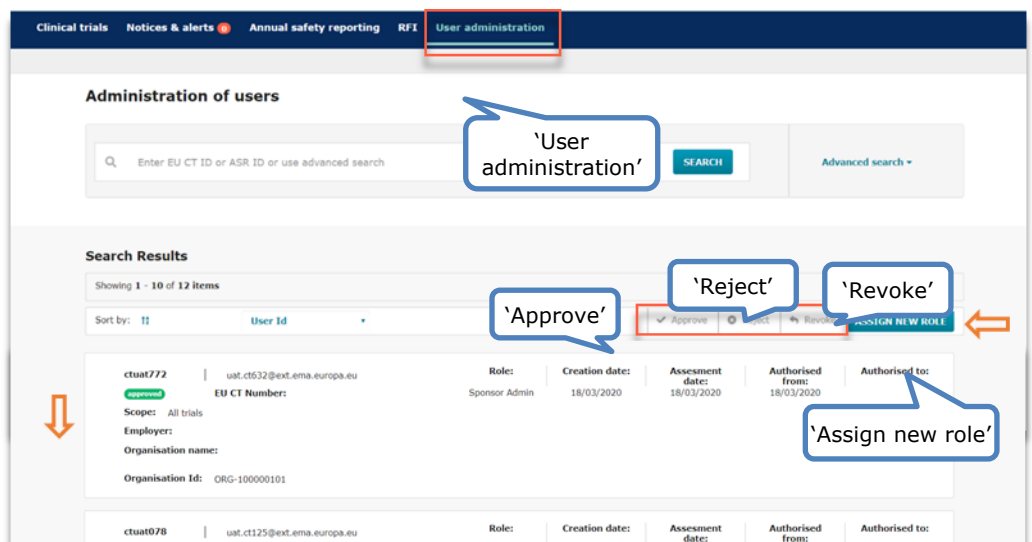 Clinical trials Notices & alerts 0 Annual safety reporting RFI User administration
Administration of users
Enter EU CT ID or ASR ID or use advanced search
SEARCH
Advanced search
‘User
administration’
Search Results
Showing 1 - 10 of 12 items
‘Reject’
‘Revoke’
‘Approve’
Sort by: User Id
Approve Reject Revoke ASSIGN NEW ROLE
ctuat772 | uat.ct632@ext.ema.europa.eu
Role: Creation date: Assesment date: Authorised from: Authorised to:
approved EU CT Number:
Sponsor Admin 18/03/2020 18/03/2020 18/03/2020
Scope: All trials
Employer:
‘Assign new role’
Organisation name:
Organisation Id: ORG-100000101
ctuat078 | uat.ct125@ext.ema.europa.eu
Role: Creation date: Assesment date: Authorised from: Authorised to: